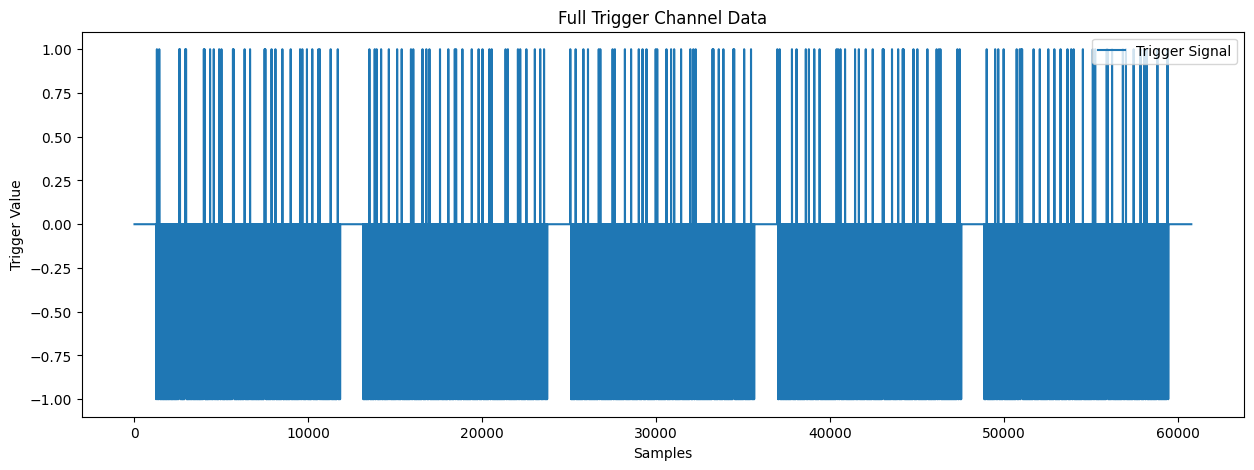 Full Trigger Channel Data
Trigger Signal
Trigger Value
1.00
0.75
0.50
0.25
0.00
−0.25
−0.50
−0.75
−1.00
0 10000 20000 30000 40000 50000 60000
Samples